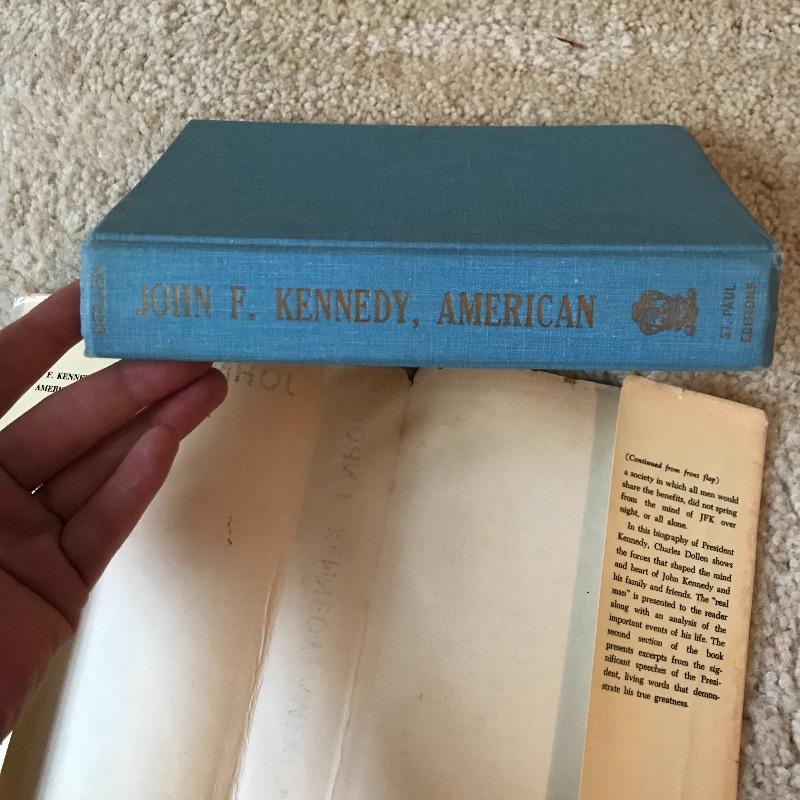 DOLLEN
JOHN F. KENNEDY, AMERICAN
ST. PAUL
EDITIONS
JOHN
JOHN F KENNEDY
(Continued from front flap)
a society in which all men would
share the benefits, did not spring
from the mind of JFK over
night, or all alone.
In this biography of President
Kennedy, Charles Dollen shows
the forces that shaped the mind
and heart of John Kennedy and
his family and friends. The "real
man" is presented to the reader
along with an analysis of the
important events of his life. The
second section of the book
presents excerpts from the sig-
nificant speeches of the Presi-
dent, living words that demon-
strate his true greatness.